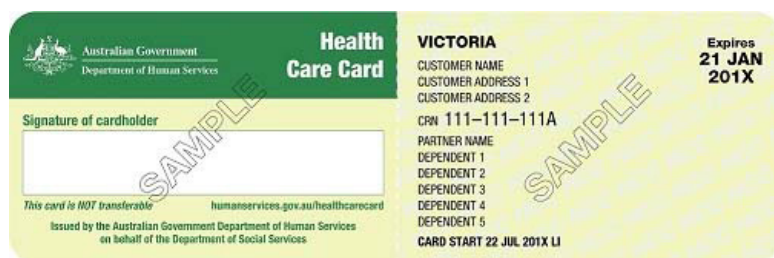 Australian Government
Department of Human Services
Health
Care Card
Signature of cardholder
SAMPLE
This card is NOT transferable
humanservices.gov.au/healthcarecard
Issued by the Australian Government Department of Human Services
on behalf of the Department of Social Services
VICTORIA
CUSTOMER NAME
CUSTOMER ADDRESS 1
CUSTOMER ADDRESS 2
CRN 111–111–111A
PARTNER NAME
DEPENDENT 1
DEPENDENT 2
DEPENDENT 3
DEPENDENT 4
DEPENDENT 5
CARD START 22 JUL 201X LI
SAMPLE
Expires
21 JAN
201X